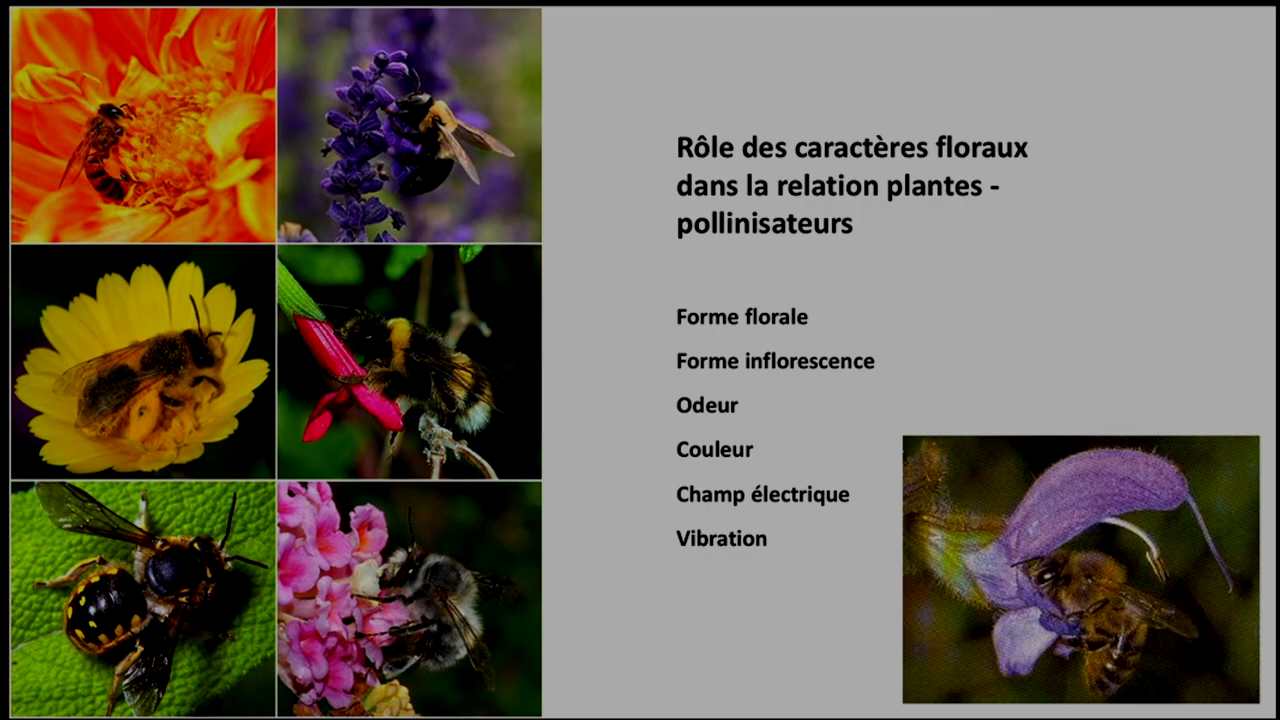 Rôle des caractères floraux
dans la relation plantes -
pollinisateurs
Forme florale
Forme inflorescence
Odeur
Couleur
Champ électrique
Vibration